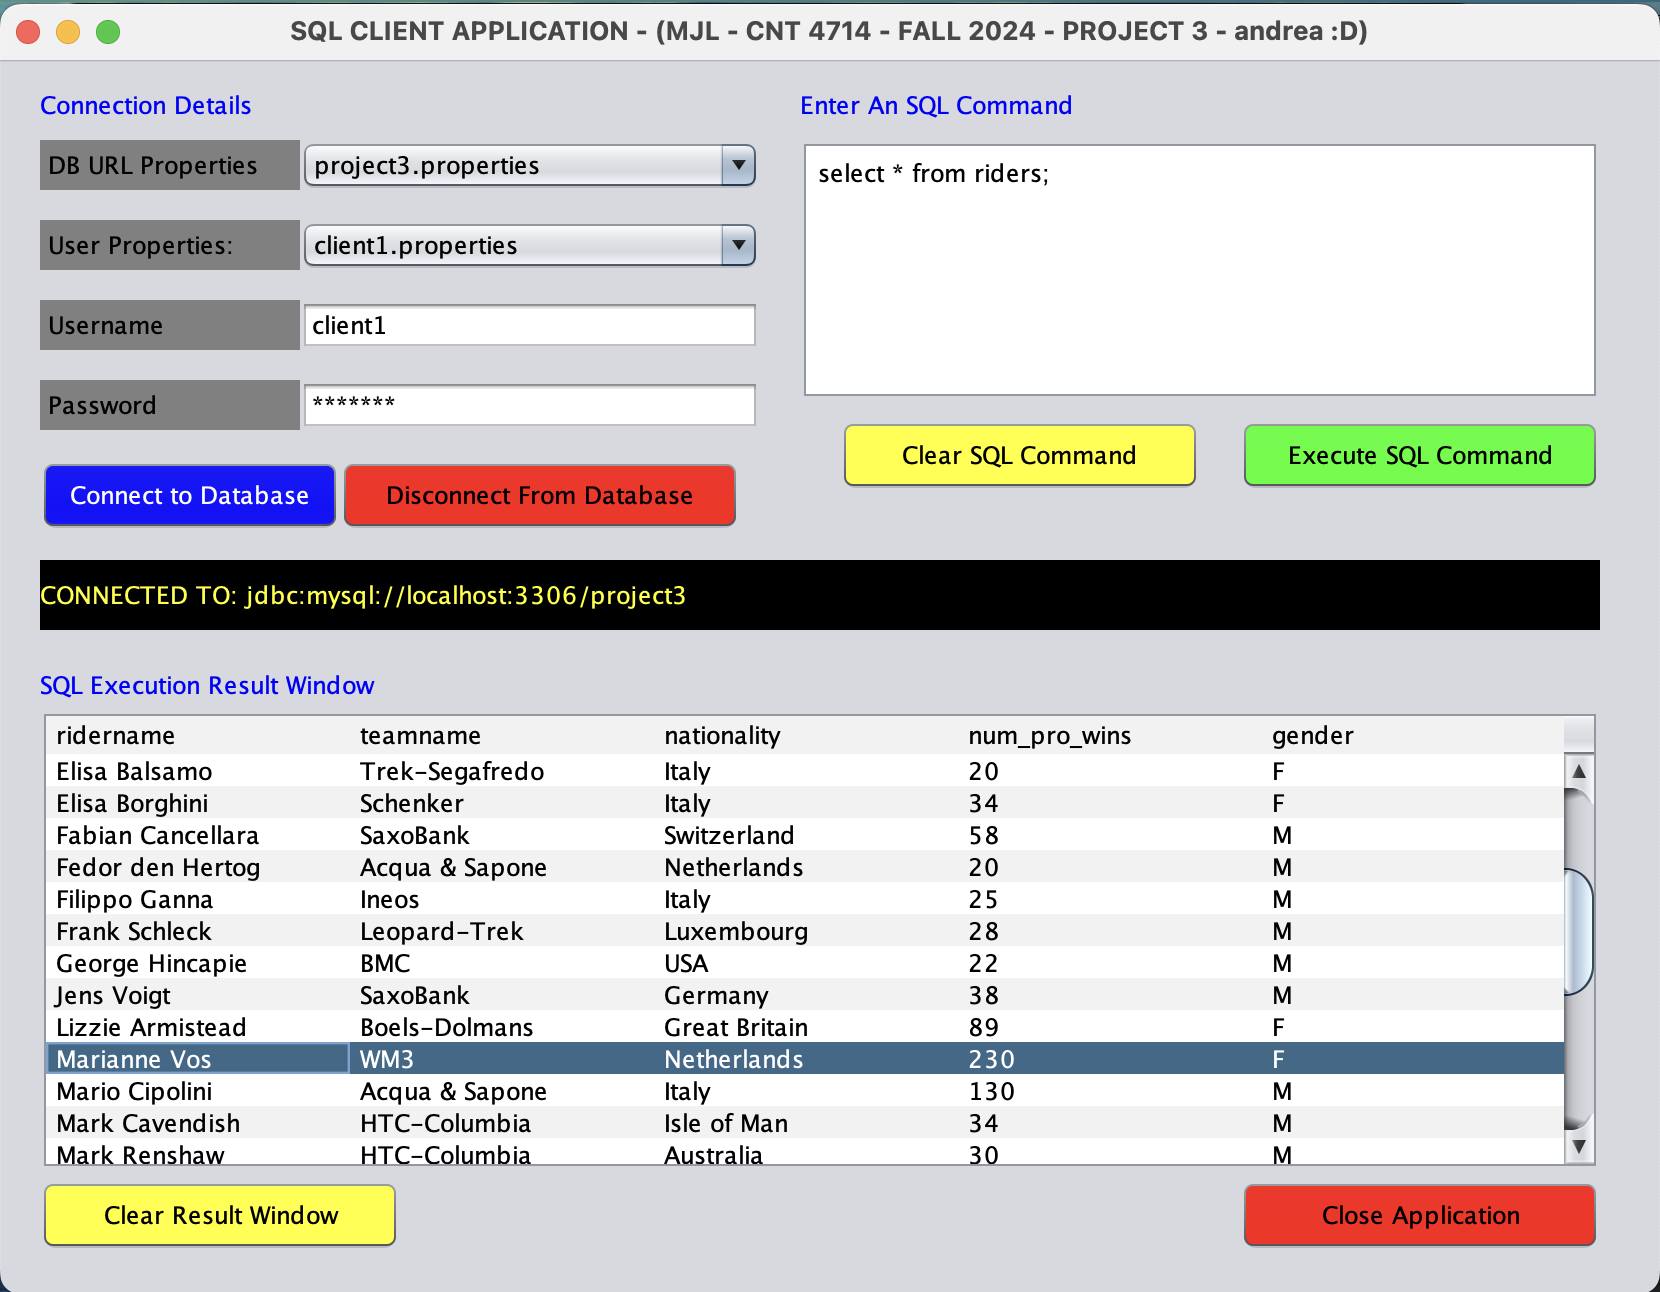 SQL CLIENT APPLICATION - (MJL - CNT 4714 - FALL 2024 - PROJECT 3 - andrea :D)
Connection Details
DB URL Properties project3.properties
User Properties: client1.properties
Username client1
Password *******
Connect to Database Disconnect From Database
Enter An SQL Command
select * from riders;
Clear SQL Command Execute SQL Command
CONNECTED TO: jdbc:mysql://localhost:3306/project3
SQL Execution Result Window
ridername teamname nationality num_pro_wins gender
Elisa Balsamo Trek-Segafredo Italy 20 F
Elisa Borghini Schenker Italy 34 F
Fabian Cancellara SaxoBank Switzerland 58 M
Fedor den Hertog Acqua & Sapone Netherlands 20 M
Filippo Ganna Ineos Italy 25 M
Frank Schleck Leopard-Trek Luxembourg 28 M
George Hincapie BMC USA 22 M
Jens Voigt SaxoBank Germany 38 M
Lizzie Armistead Boels-Dolmans Great Britain 89 F
Marianne Vos WM3 Netherlands 230 F
Mario Cipolini Acqua & Sapone Italy 130 M
Mark Cavendish HTC-Columbia Isle of Man 34 M
Mark Renshaw HTC-Columbia Australia 30 M
Clear Result Window Close Application